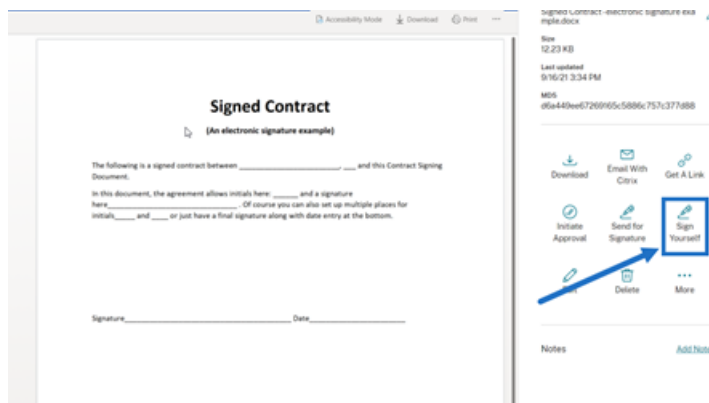 Accessibility Mode Download Print ...
Signed Contract
(An electronic signature example)
The following is a signed contract between ________________________, ___ and this Contract Signing
Document.
In this document, the agreement allows initials here: ______ and a signature
here______________________________ . Of course you can also set up multiple places for
initials_____ and ____ or just have a final signature along with date entry at the bottom.
Signature_______________________________________ Date_______________________
Signed Contract -electronic signature exa
mple.docx
Size
12.23 KB
Last updated
9/16/21 3:34 PM
MD5
Download
Email With
Citrix
Get A Link
Initiate
Approval
Send for
Signature
Sign
Yourself
Delete
More
Notes
Add Note